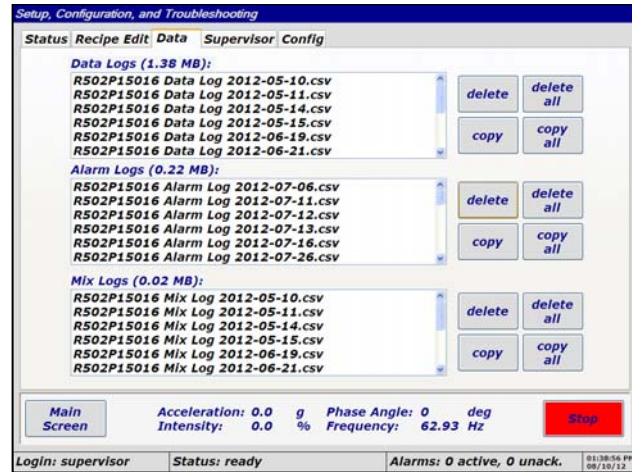 Setup, Configuration, and Troubleshooting
Status Recipe Edit Data Supervisor Config
Data Logs (1.38 MB):
R502P15016 Data Log 2012-05-10.csv
R502P15016 Data Log 2012-05-11.csv
R502P15016 Data Log 2012-05-14.csv
R502P15016 Data Log 2012-05-15.csv
R502P15016 Data Log 2012-06-19.csv
R502P15016 Data Log 2012-06-21.csv
delete
delete all
copy
copy all
Alarm Logs (0.22 MB):
R502P15016 Alarm Log 2012-07-06.csv
R502P15016 Alarm Log 2012-07-11.csv
R502P15016 Alarm Log 2012-07-12.csv
R502P15016 Alarm Log 2012-07-13.csv
R502P15016 Alarm Log 2012-07-16.csv
R502P15016 Alarm Log 2012-07-26.csv
delete
delete all
copy
copy all
Mix Logs (0.02 MB):
R502P15016 Mix Log 2012-05-10.csv
R502P15016 Mix Log 2012-05-11.csv
R502P15016 Mix Log 2012-05-14.csv
R502P15016 Mix Log 2012-05-15.csv
R502P15016 Mix Log 2012-06-19.csv
R502P15016 Mix Log 2012-06-21.csv
delete
delete all
copy
copy all
Main Screen
Acceleration: 0.0 g Phase Angle: 0 deg
Intensity: 0.0 % Frequency: 62.93 Hz
Stop
Login: supervisor Status: ready Alarms: 0 active, 0 unack.
01:38:56 PM
08/10/12